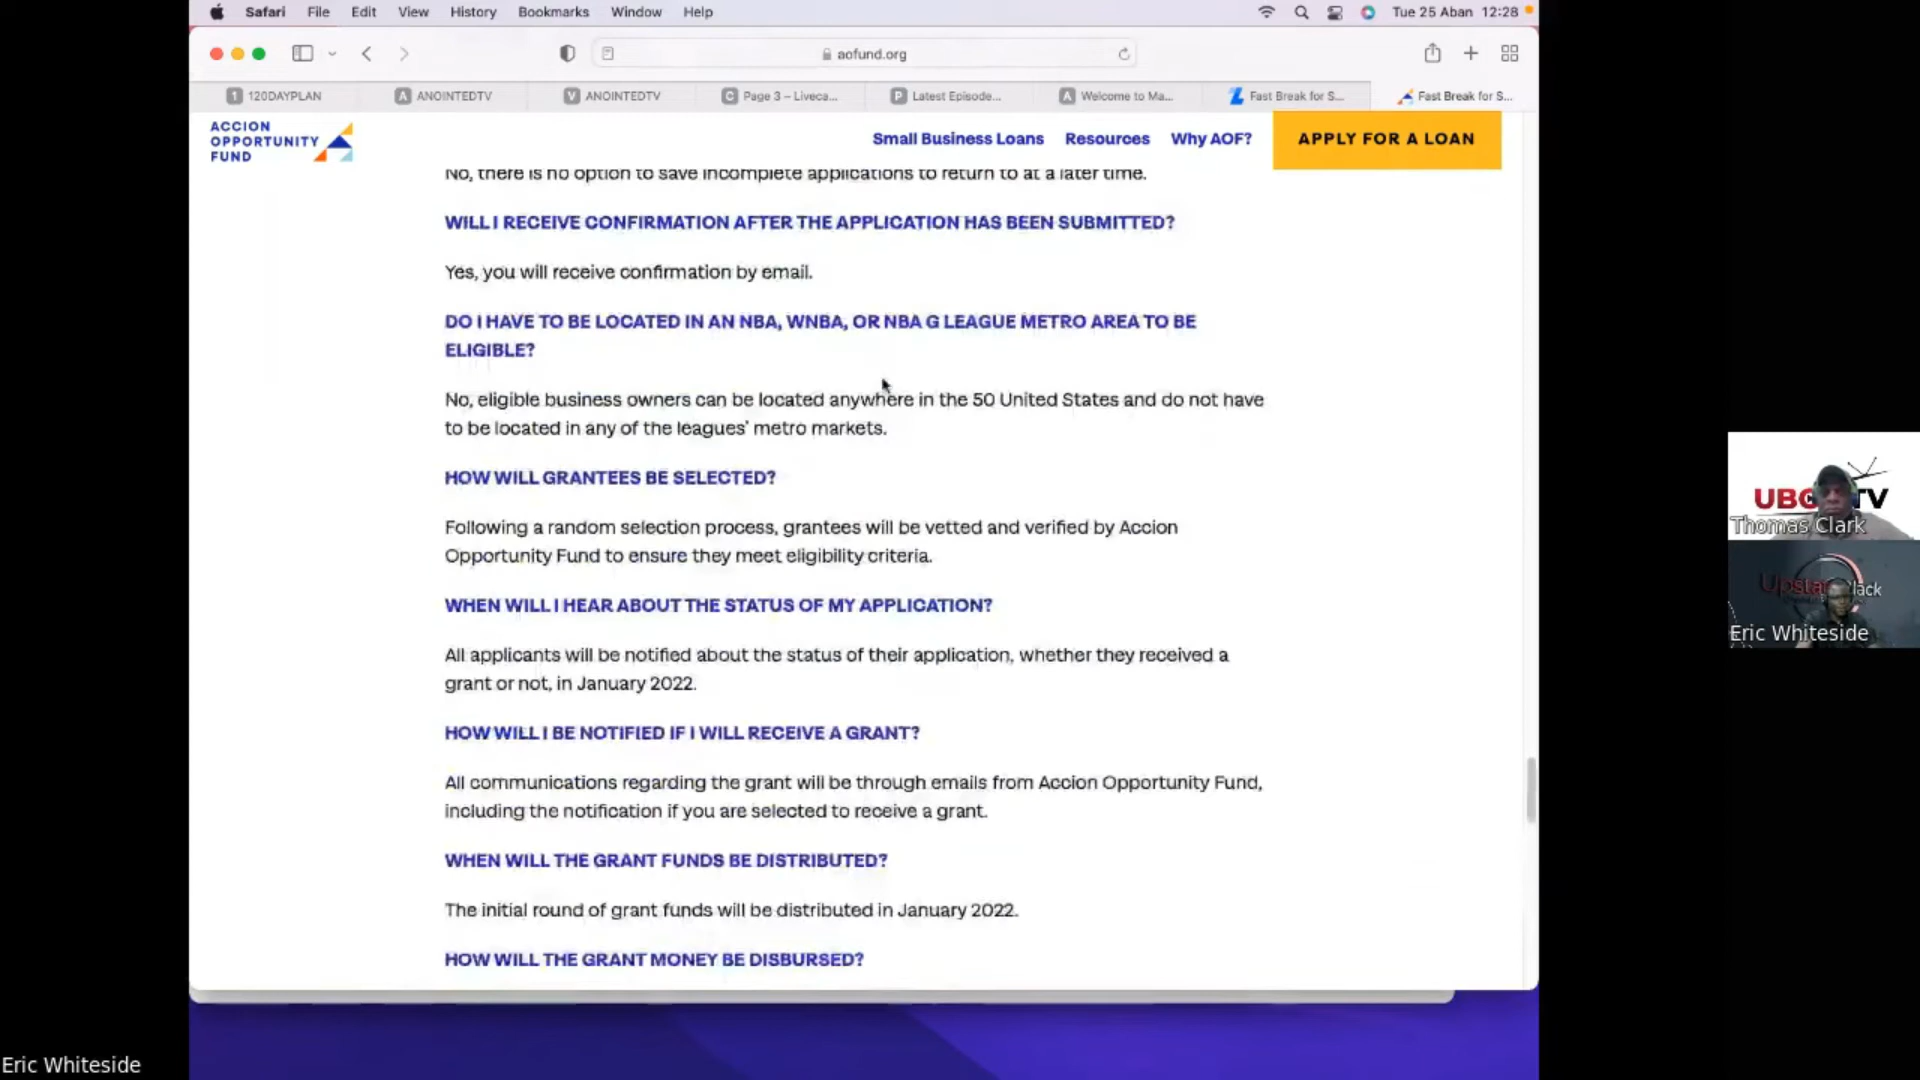 Safari File Edit View History Bookmarks Window Help Tue 25 Aban 12:28
aofund.org
1 120DAYPLAN A ANOINTEDTV V ANOINTEDTV C Page 3 – Liveca... P Latest Episode... A Welcome to Ma... Fast Break for S... Fast Break for S...
ACCION
OPPORTUNITY
FUND
Small Business Loans Resources Why AOF? APPLY FOR A LOAN
No, there is no option to save incomplete applications to return to at a later time.
WILL I RECEIVE CONFIRMATION AFTER THE APPLICATION HAS BEEN SUBMITTED?
Yes, you will receive confirmation by email.
DO I HAVE TO BE LOCATED IN AN NBA, WNBA, OR NBA G LEAGUE METRO AREA TO BE
ELIGIBLE?
No, eligible business owners can be located anywhere in the 50 United States and do not have
to be located in any of the leagues' metro markets.
HOW WILL GRANTEES BE SELECTED?
Following a random selection process, grantees will be vetted and verified by Accion
Opportunity Fund to ensure they meet eligibility criteria.
WHEN WILL I HEAR ABOUT THE STATUS OF MY APPLICATION?
All applicants will be notified about the status of their application, whether they received a
grant or not, in January 2022.
HOW WILL I BE NOTIFIED IF I WILL RECEIVE A GRANT?
All communications regarding the grant will be through emails from Accion Opportunity Fund,
including the notification if you are selected to receive a grant.
WHEN WILL THE GRANT FUNDS BE DISTRIBUTED?
The initial round of grant funds will be distributed in January 2022.
HOW WILL THE GRANT MONEY BE DISBURSED?
Thomas Clark
Eric Whiteside
Eric Whiteside